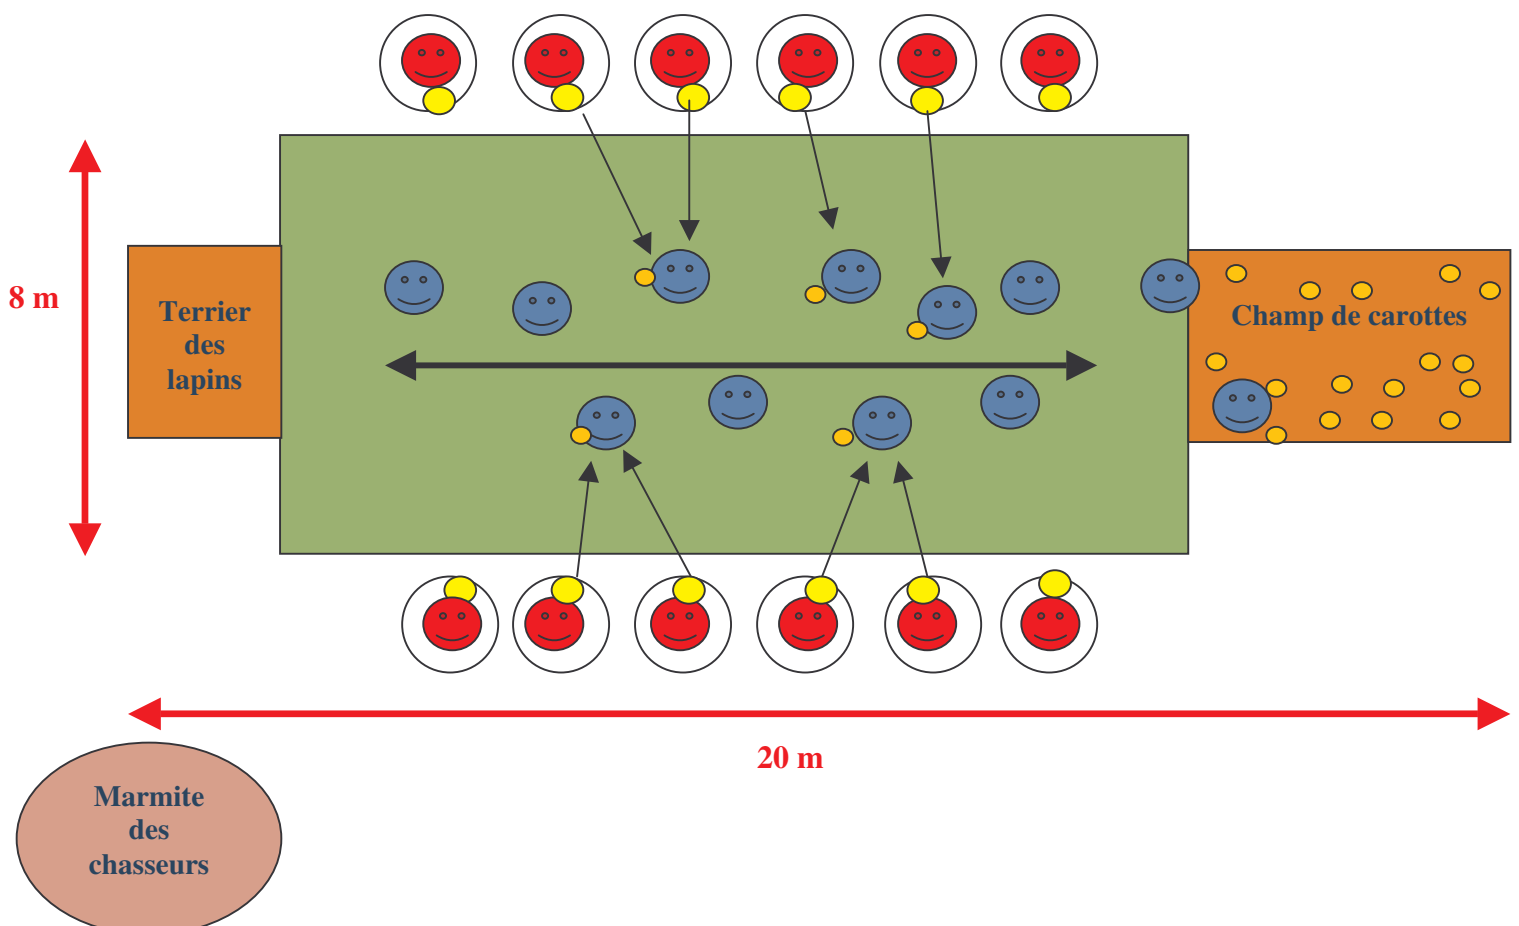 8 m
Terrier
des
lapins
Champ de carottes
20 m
Marmite
des
chasseurs